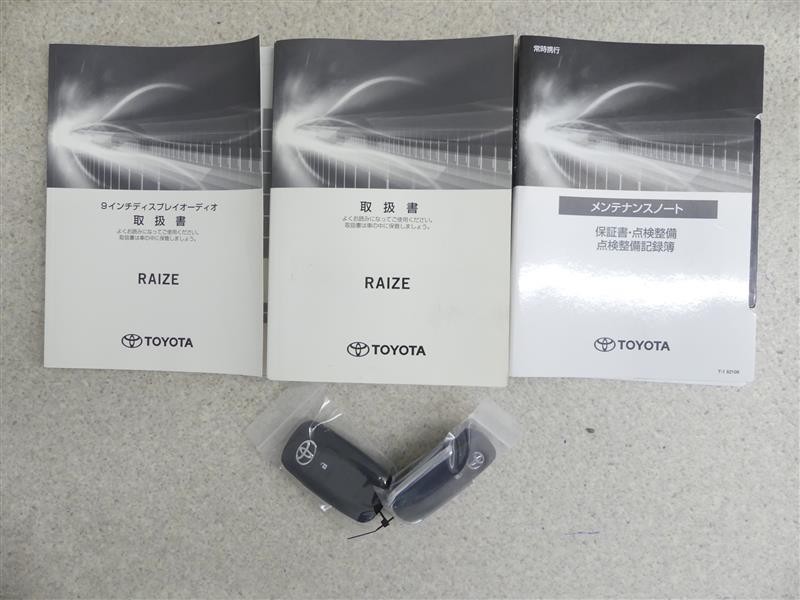 9インチディスプレイオーディオ
取扱書
よくお読みになってご使用ください。
取扱書は車の中に保管しましょう。
RAIZE
TOYOTA
取扱書
よくお読みになってご使用ください。
取扱書は車の中に保管しましょう。
RAIZE
TOYOTA
常時携行
メンテナンスノート
保証書・点検整備
点検整備記録簿
TOYOTA